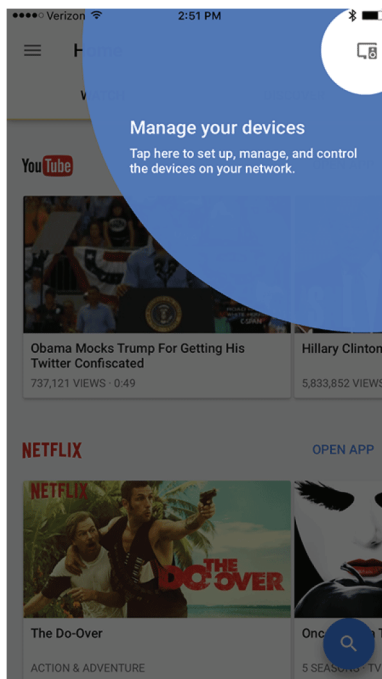 Verizon 2:51 PM
H
W
Manage your devices
Tap here to set up, manage, and control
the devices on your network.
YouTube
Obama Mocks Trump For Getting His
Twitter Confiscated
737,121 VIEWS · 0:49
Hillary Clinton
5,833,852 VIEWS
NETFLIX
OPEN APP
NETFLIX
THE
DO-OVER
The Do-Over
ACTION & ADVENTURE
Onc
5 SEASONS · TV